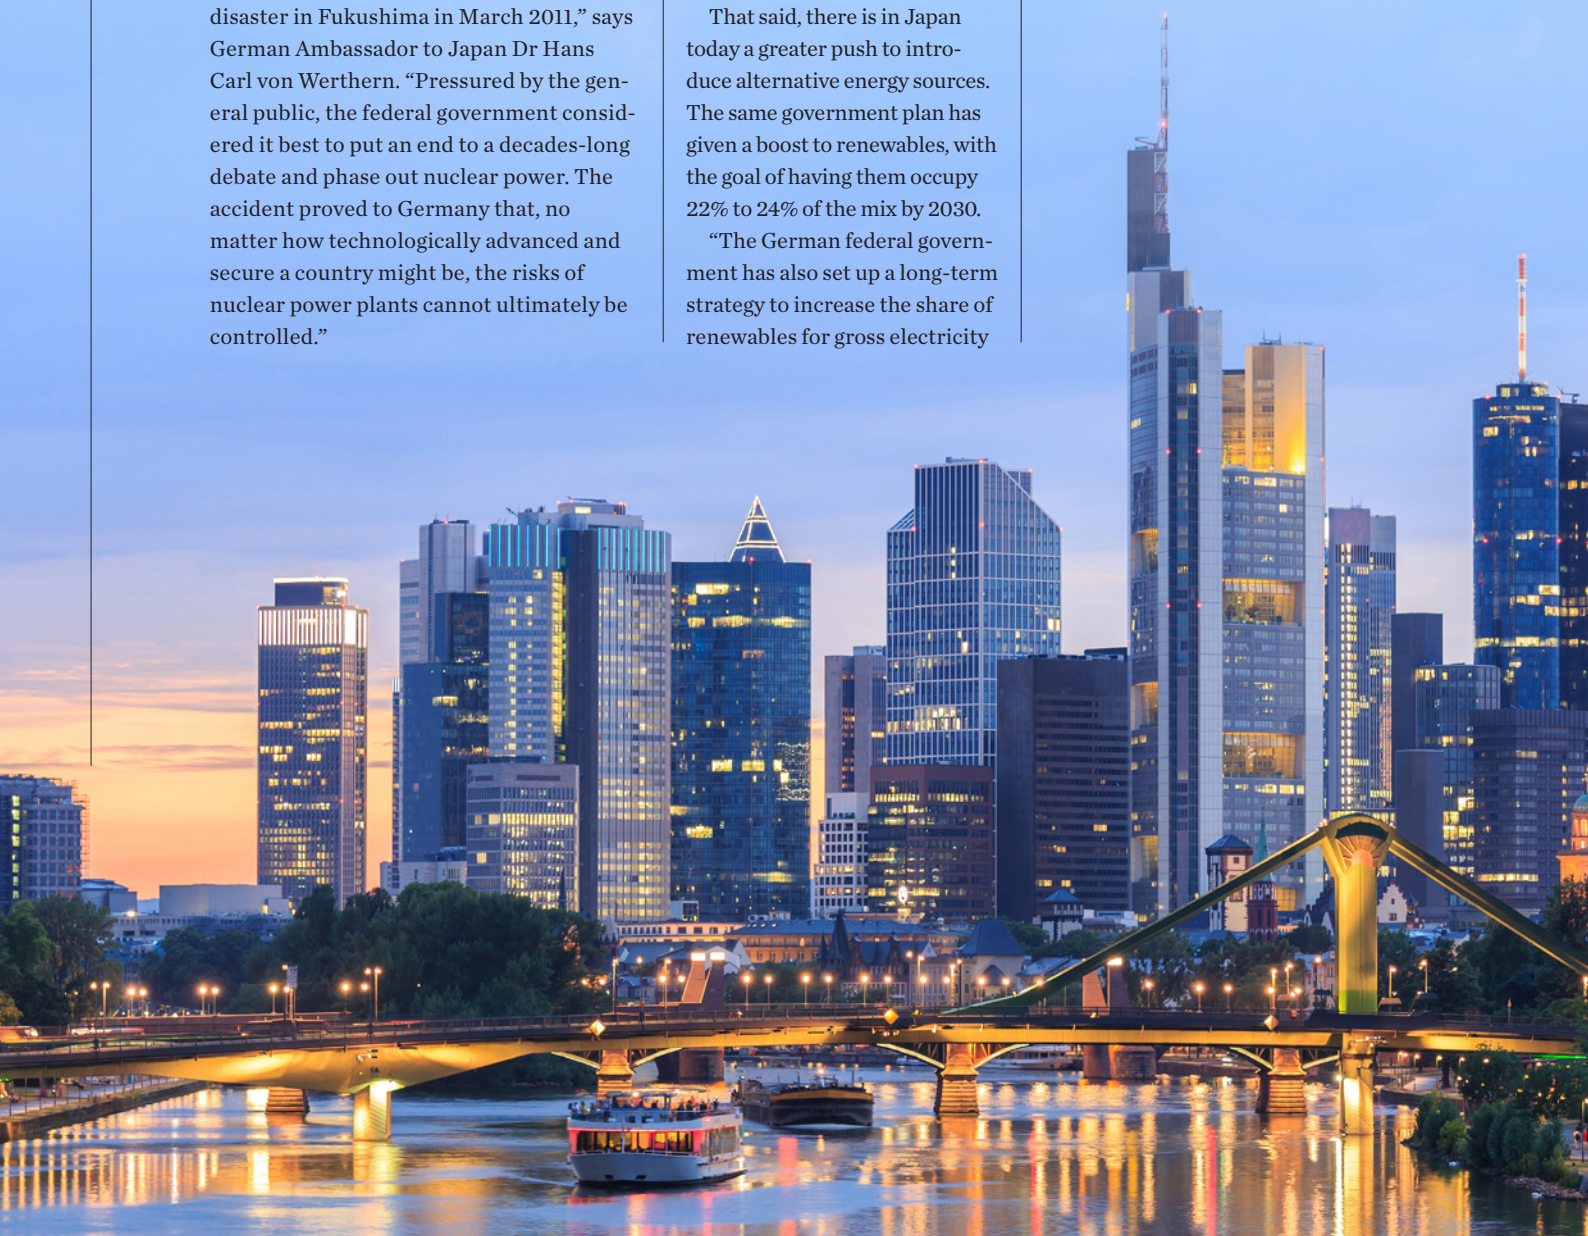 disaster in Fukushima in March 2011,” says
German Ambassador to Japan Dr Hans
Carl von Werthern. “Pressured by the gen-
eral public, the federal government consid-
ered it best to put an end to a decades-long
debate and phase out nuclear power. The
accident proved to Germany that, no
matter how technologically advanced and
secure a country might be, the risks of
nuclear power plants cannot ultimately be
controlled.”
That said, there is in Japan
today a greater push to intro-
duce alternative energy sources.
The same government plan has
given a boost to renewables, with
the goal of having them occupy
22% to 24% of the mix by 2030.
“The German federal govern-
ment has also set up a long-term
strategy to increase the share of
renewables for gross electricity